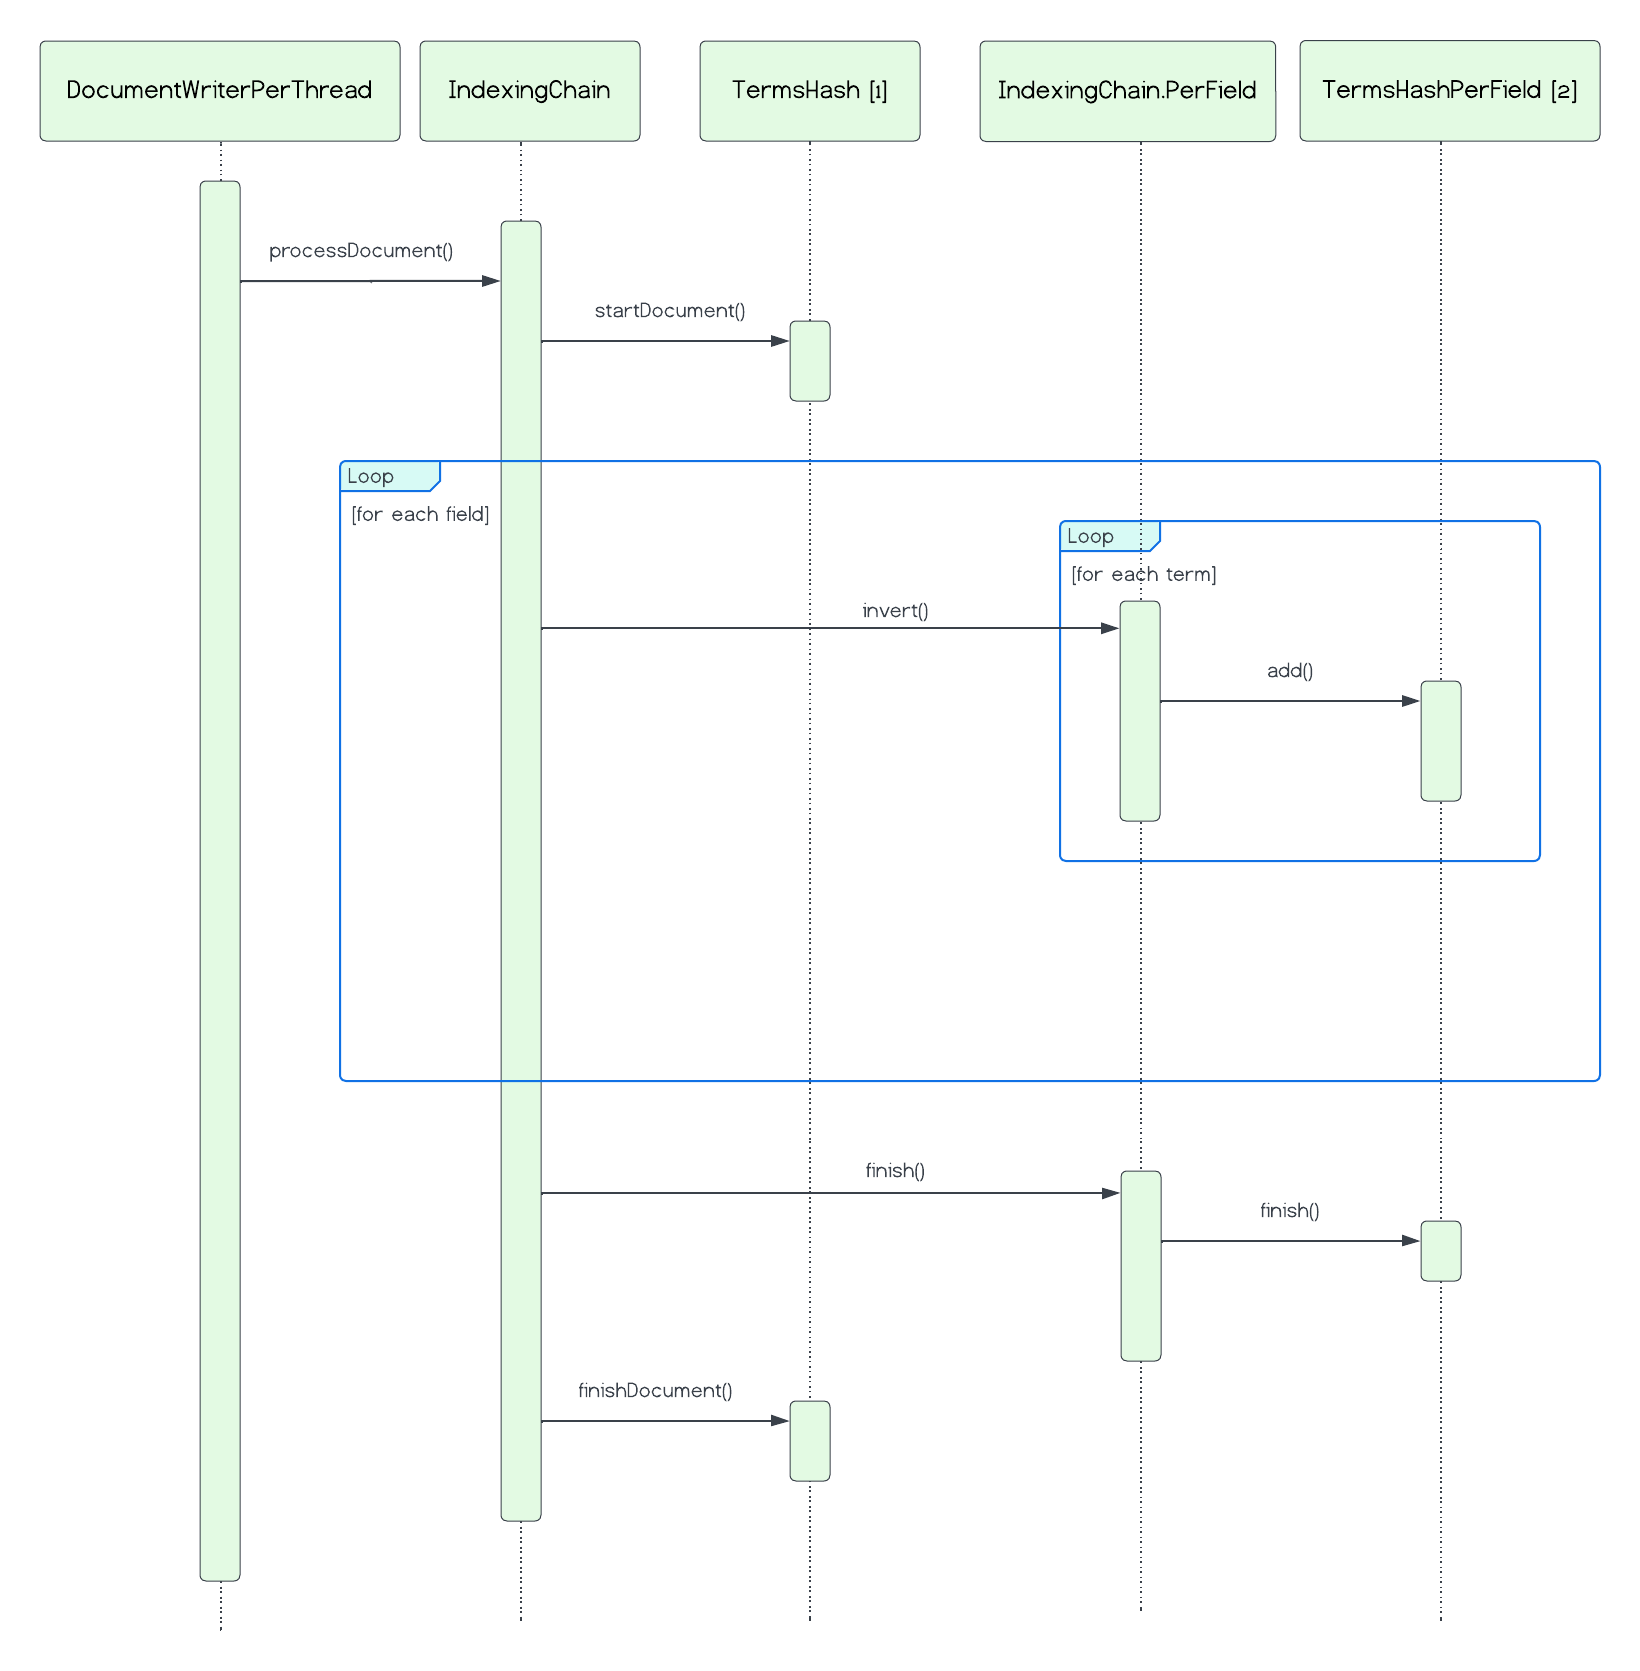 DocumentWriterPerThread
IndexingChain
TermsHash [1]
IndexingChain.PerField
TermsHashPerField [2]
processDocument()
startDocument()
Loop
[for each field]
Loop
[for each term]
invert()
add()
finish()
finish()
finishDocument()